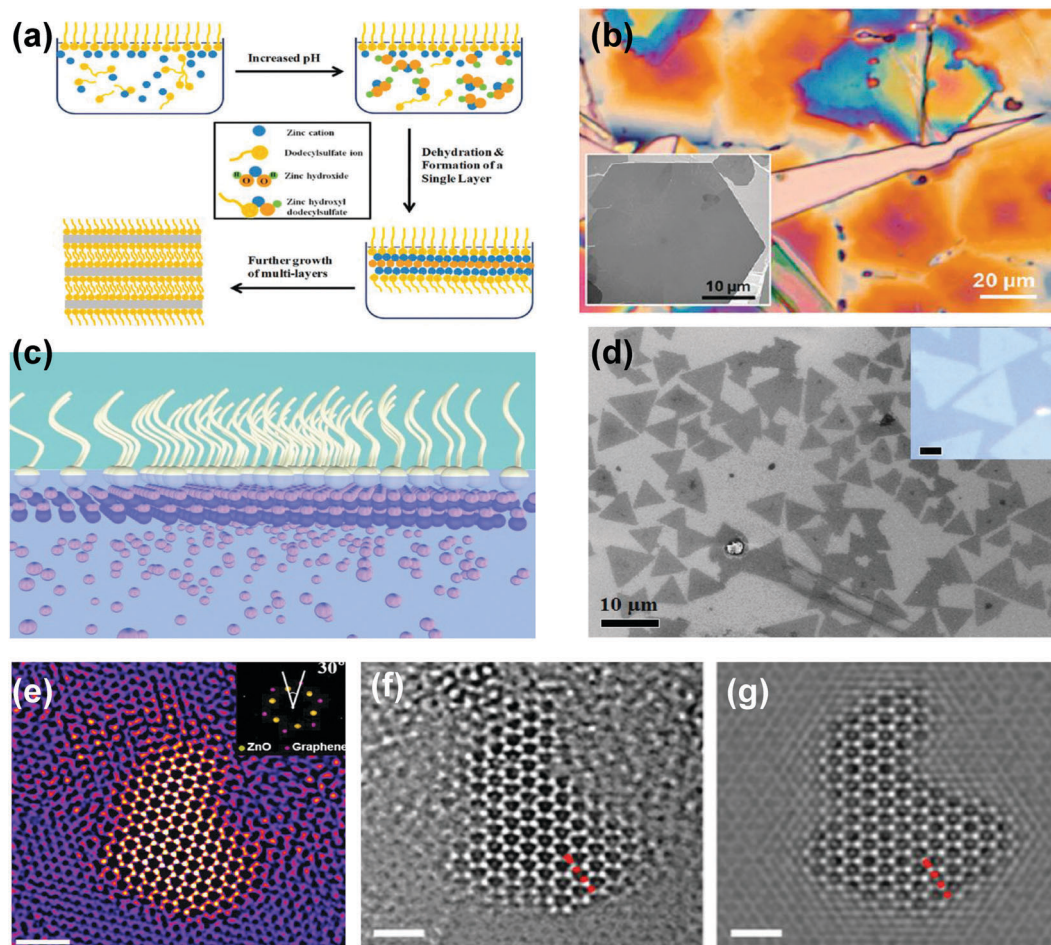 (a)
Increased pH
Zinc cation
Dodecylsulfate ion
H
H
O
O
Zinc hydroxide
Zinc hydroxyl
dodecylsulfate
Dehydration &
Formation of a
Single Layer
Further growth
of multi-layers
(b)
10 μm
20 μm
(c)
(d)
10 μm
(e)
30°
ZnO
Graphene
(f)
(g)